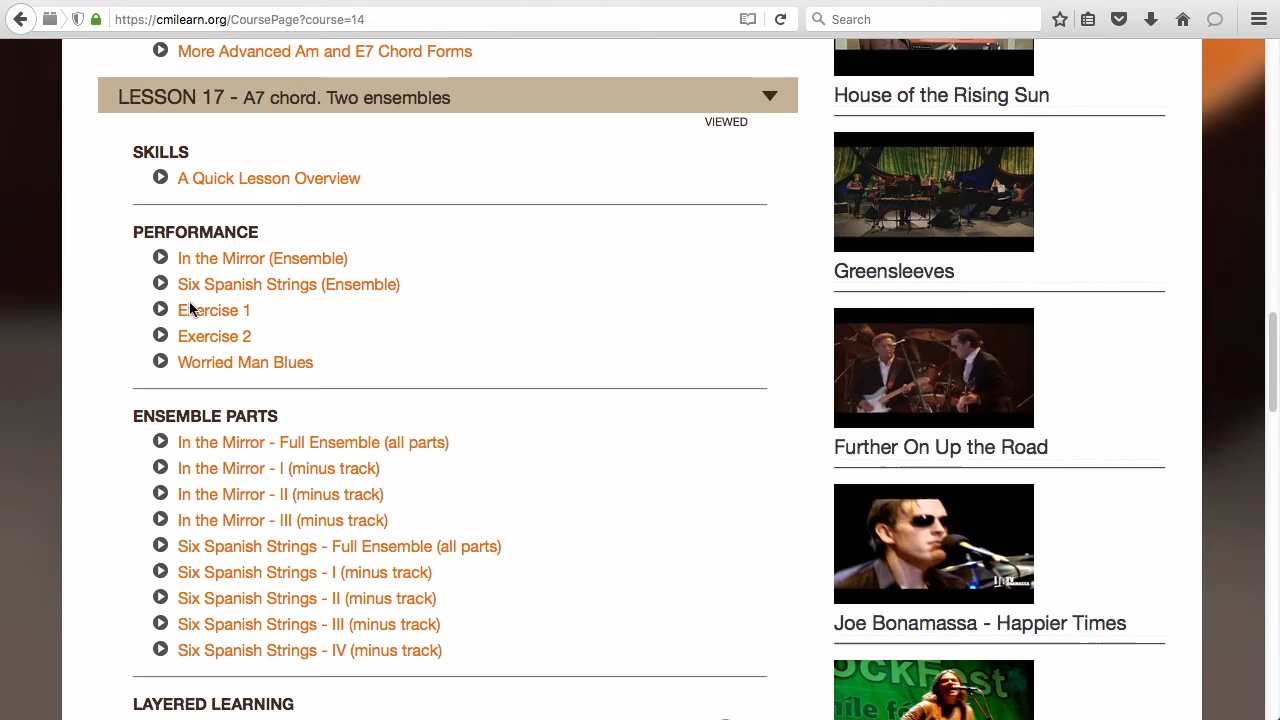 https://cmilearn.org/CoursePage?course=14
Search
More Advanced Am and E7 Chord Forms
LESSON 17 - A7 chord. Two ensembles
VIEWED
SKILLS
A Quick Lesson Overview
PERFORMANCE
In the Mirror (Ensemble)
Six Spanish Strings (Ensemble)
Exercise 1
Exercise 2
Worried Man Blues
ENSEMBLE PARTS
In the Mirror - Full Ensemble (all parts)
In the Mirror - I (minus track)
In the Mirror - II (minus track)
In the Mirror - III (minus track)
Six Spanish Strings - Full Ensemble (all parts)
Six Spanish Strings - I (minus track)
Six Spanish Strings - II (minus track)
Six Spanish Strings - III (minus track)
Six Spanish Strings - IV (minus track)
LAYERED LEARNING
House of the Rising Sun
Greensleeves
Further On Up the Road
Joe Bonamassa - Happier Times